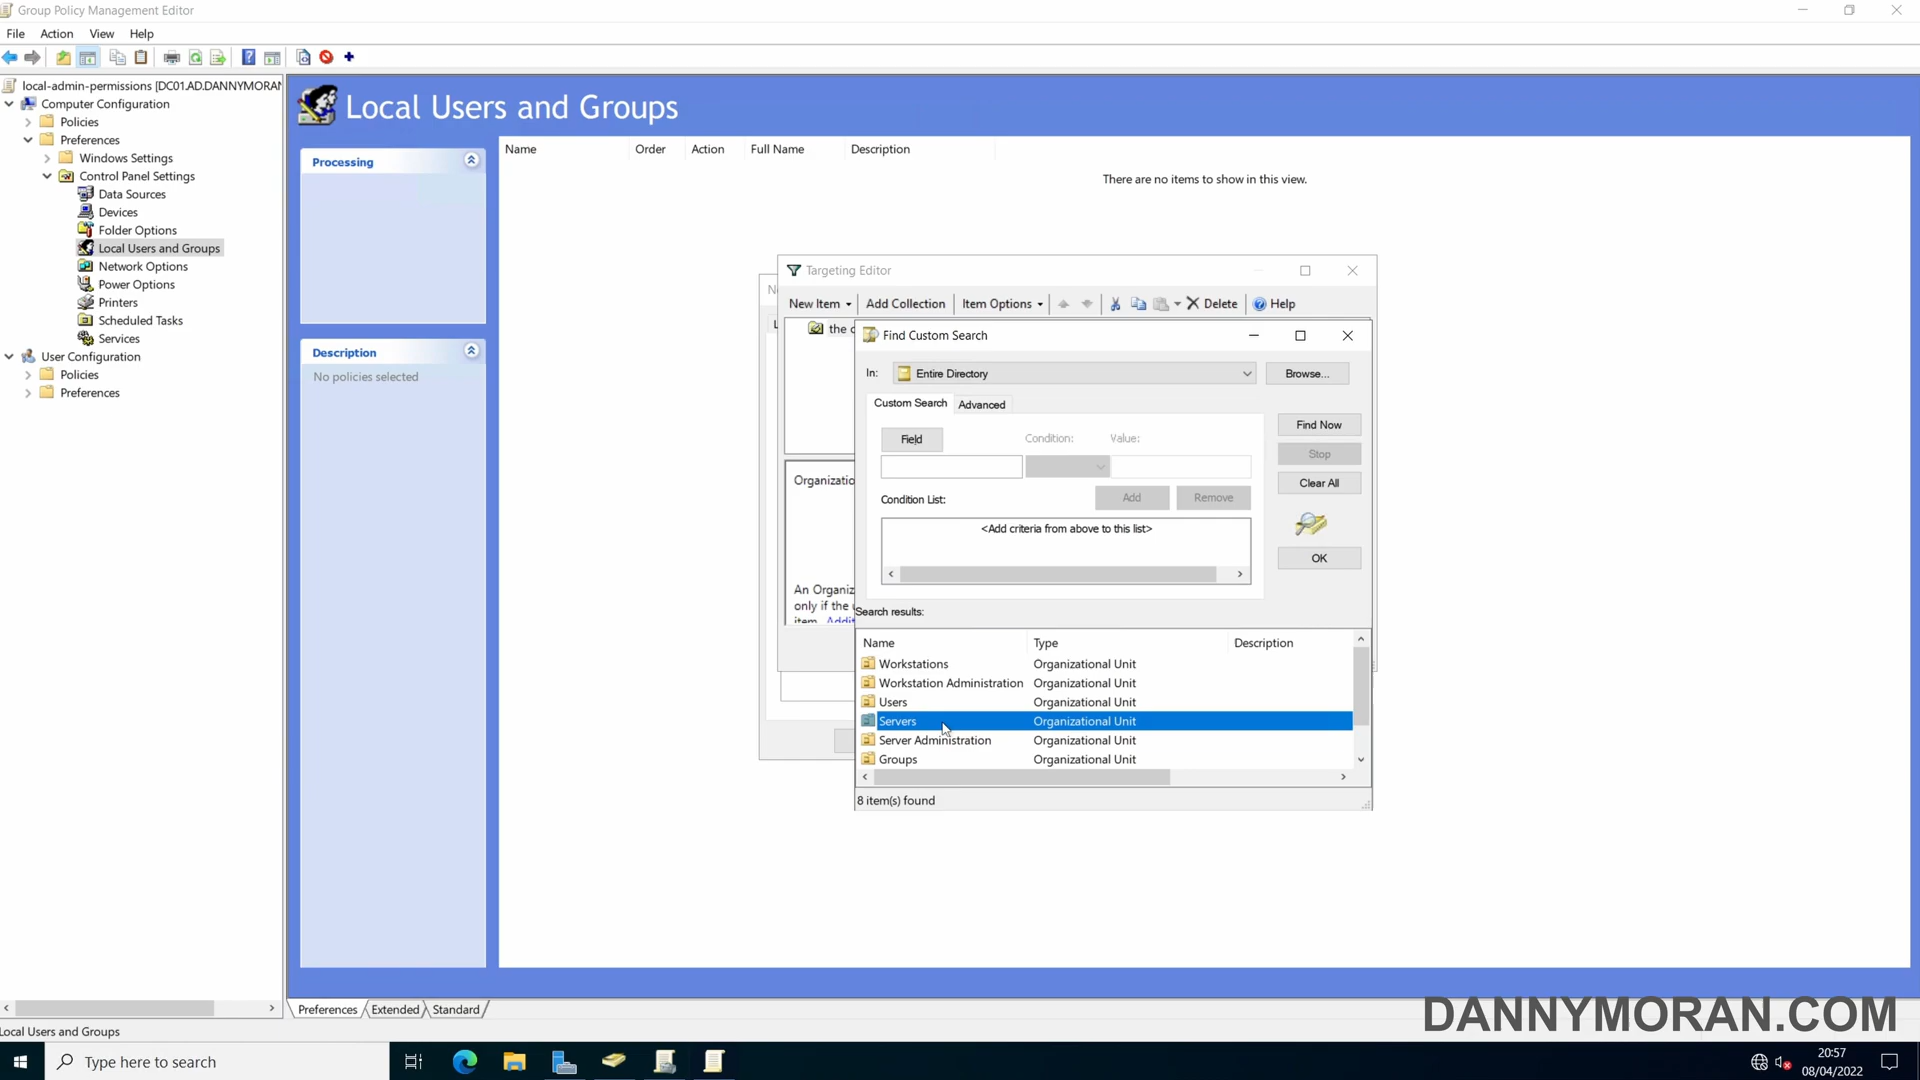 Group Policy Management Editor
File Action View Help
local-admin-permissions [DC01.AD.DANNYMORAN
Computer Configuration
Policies
Preferences
Windows Settings
Control Panel Settings
Data Sources
Devices
Folder Options
Local Users and Groups
Network Options
Power Options
Printers
Scheduled Tasks
Services
User Configuration
Policies
Preferences
Local Users and Groups
Processing
Description
No policies selected
Name Order Action Full Name Description
There are no items to show in this view.
Targeting Editor
New Item Add Collection Item Options Delete Help
the c
Organizatio
An Organiz
only if the u
item. Addit
Find Custom Search
In: Entire Directory Browse...
Custom Search Advanced
Field Condition: Value:
Find Now
Stop
Clear All
Condition List: Add Remove
<Add criteria from above to this list>
OK
Search results:
Name Type Description
Workstations Organizational Unit
Workstation Administration Organizational Unit
Users Organizational Unit
Servers Organizational Unit
Server Administration Organizational Unit
Groups Organizational Unit
8 item(s) found
Preferences Extended Standard
Local Users and Groups
DANNYMORAN.COM
Type here to search
20:57
08/04/2022